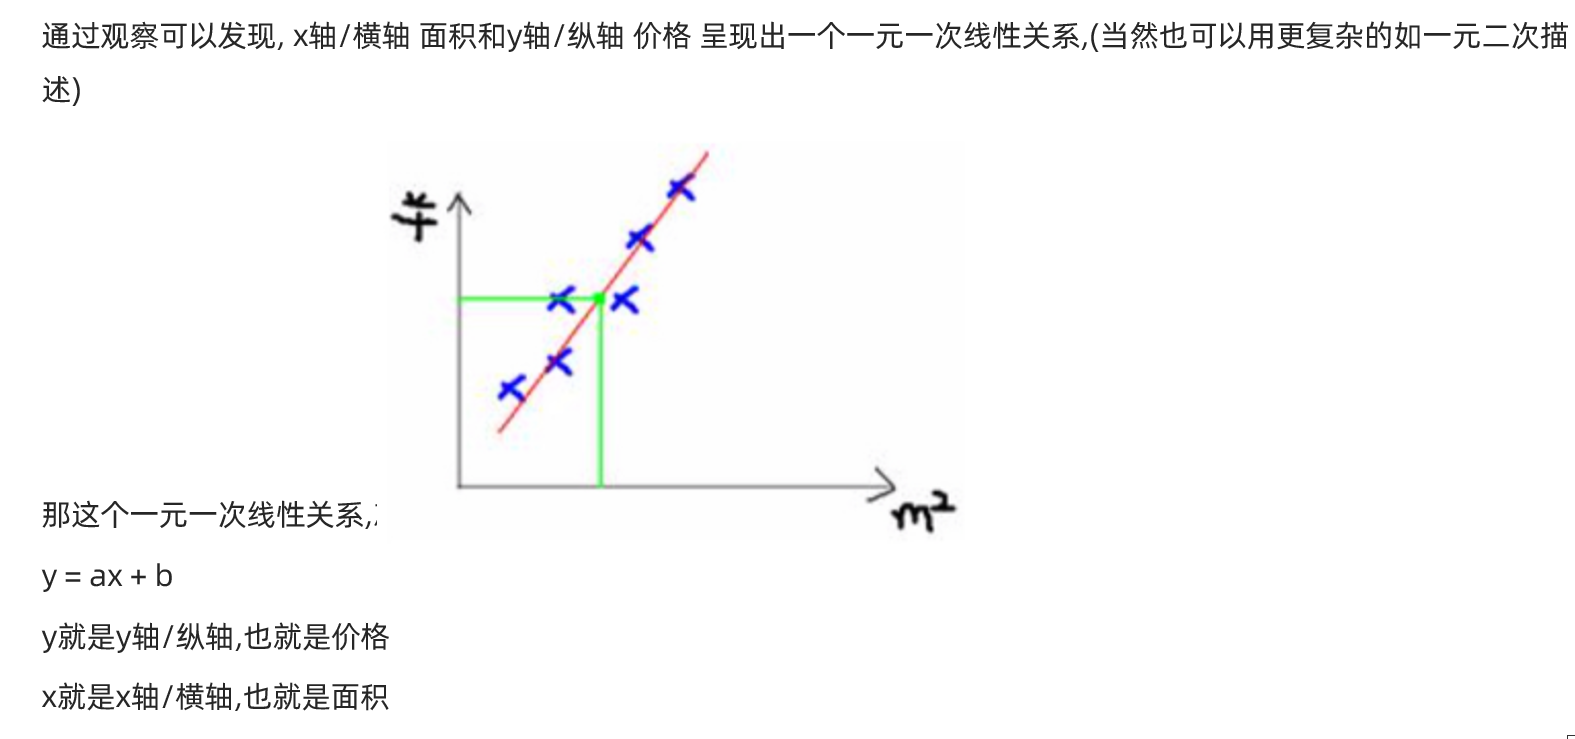 通过观察可以发现, x轴/横轴 面积和y轴/纵轴 价格 呈现出一个一元一次线性关系,(当然也可以用更复杂的如一元二次描
述)
m²
那这个一元一次线性关系,
y = ax + b
y就是y轴/纵轴,也就是价格
x就是x轴/横轴,也就是面积